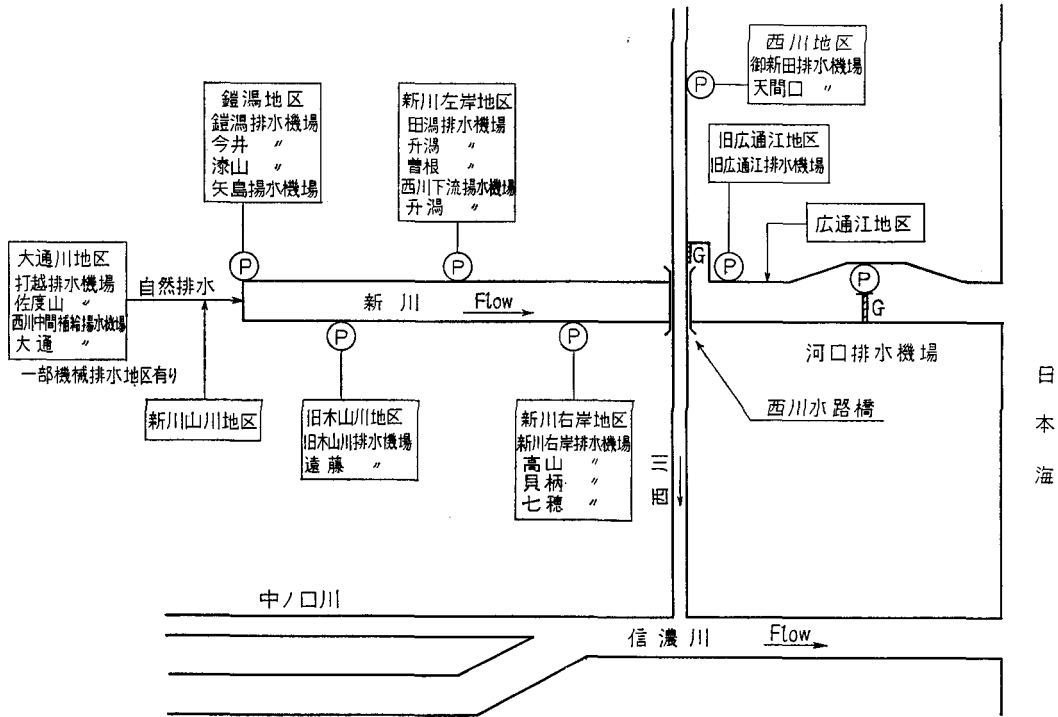 西川地区
御新田排水機場
天間口 〃
P
鎧潟地区
鎧潟排水機場
今井 〃
漆山 〃
矢島揚水機場
新川左岸地区
田潟排水機場
升潟 〃
曽根 〃
西川下流揚水機場
升潟 〃
旧広通江地区
旧広通江排水機場
広通江地区
大通川地区
打越排水機場
佐度山 〃
西川中間補給揚水機場
大通 〃
自然排水
一部機械排水地区有り
新川山川地区
P
P
G
P
P
G
新川
Flow
P
P
河口排水機場
西川水路橋
旧木山川地区
旧木山川排水機場
遠藤 〃
新川右岸地区
新川右岸排水機場
高山 〃
貝柄 〃
七穂 〃
西川
日本海
中ノ口川
信濃川
Flow